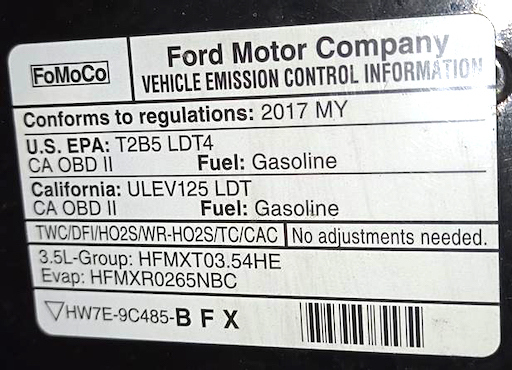 FoMoCo
Ford Motor Company
VEHICLE EMISSION CONTROL INFORMATION
Conforms to regulations: 2017 MY
U.S. EPA: T2B5 LDT4
CA OBD II Fuel: Gasoline
California: ULEV125 LDT
CA OBD II Fuel: Gasoline
TWC/DFI/HO2S/WR-HO2S/TC/CAC No adjustments needed.
3.5L-Group: HFMXT03.54HE
Evap: HFMXR0265NBC
HW7E-9C485-B F X